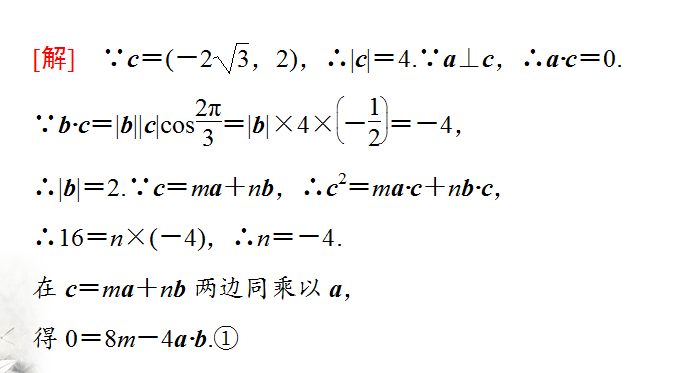 [解] ∵c=(-2√3,2),∴|c|=4.∵a⊥c,∴a·c=0.
∵b·c=|b||c|cos2π/3=|b|×4×(-1/2)=-4,
∴|b|=2.∵c=ma+nb,∴c²=ma·c+nb·c,
∴16=n×(-4),∴n=-4.
在 c=ma+nb 两边同乘以 a,
得 0=8m-4a·b.①